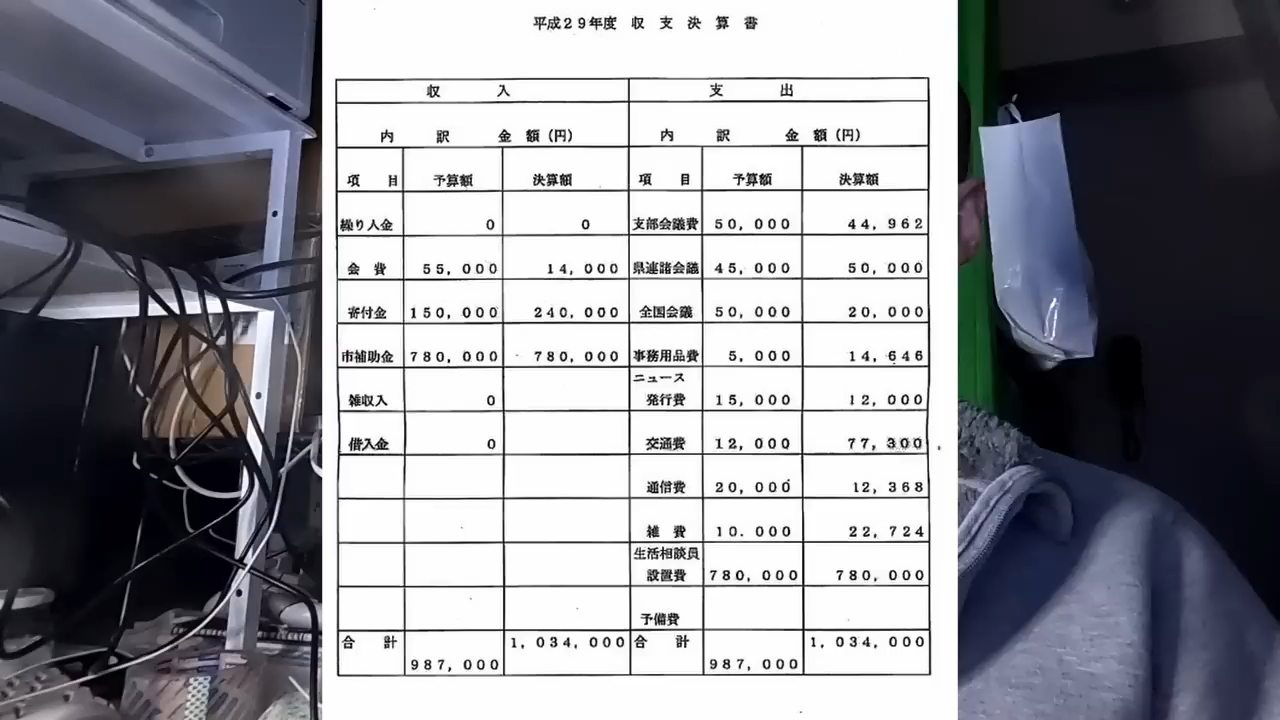 平成29年度 収支決算書
収入 支出
内訳 金額(円) 内訳 金額(円)
項目 予算額 決算額 項目 予算額 決算額
繰り入金 0 0 支部会議費 50,000 44,962
会費 55,000 14,000 県連諸会議 45,000 50,000
寄付金 150,000 240,000 全国会議 50,000 20,000
市補助金 780,000 780,000 事務用品費 5,000 14,646
ニュース
雑収入 0 発行費 15,000 12,000
借入金 0 交通費 12,000 77,300
通信費 20,000 12,368
雑費 10.000 22,724
生活相談員
設置費 780,000 780,000
予備費
合計 1,034,000 合計 1,034,000
987,000 987,000